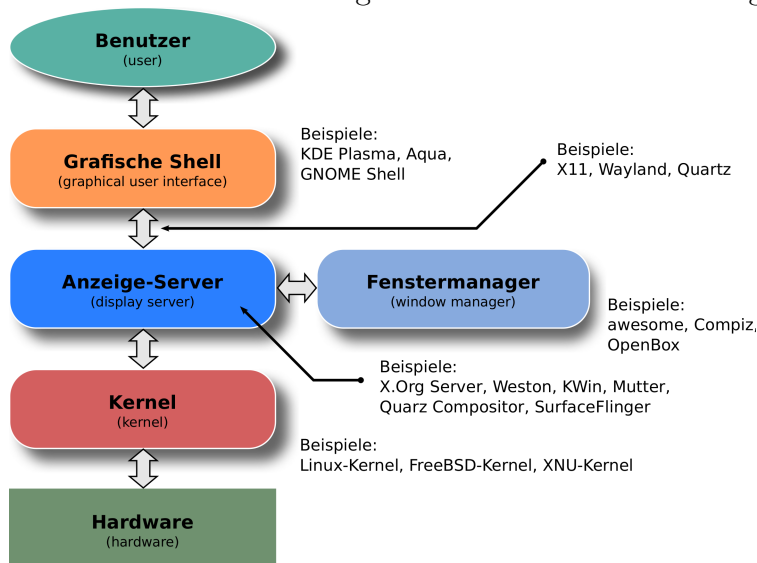 Benutzer
(user)
Beispiele:
KDE Plasma, Aqua,
GNOME Shell
Grafische Shell
(graphical user interface)
Beispiele:
X11, Wayland, Quartz
Anzeige-Server
(display server)
Fenstermanager
(window manager)
Beispiele:
awesome, Compiz,
OpenBox
Beispiele:
X.Org Server, Weston, KWin, Mutter,
Quarz Compositor, SurfaceFlinger
Kernel
(kernel)
Beispiele:
Linux-Kernel, FreeBSD-Kernel, XNU-Kernel
Hardware
(hardware)